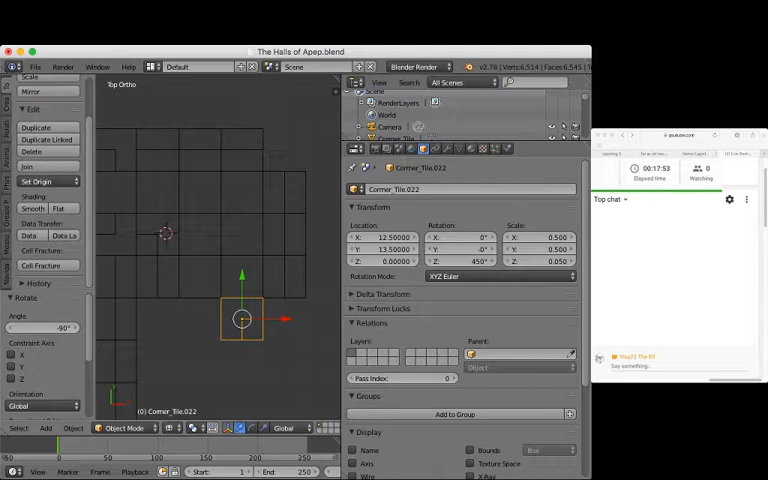 The Halls of Apep.blend
File
Render
Window
Help
Default
Scene
Blender Render
v2.78 | Verts:6,514 | Faces:6,545
Scale
Mirror
Edit
Duplicate
Duplicate Linked
Delete
Join
Set Origin
Shading:
Smooth
Flat
Data Transfer:
Data
Data La
Cell Fracture:
Cell Fracture
History
Rotate
Angle
-90°
Constraint Axis
X
Y
Z
Orientation
Global
Top Ortho
(0) Corner_Tile.022
Select
Add
Object
Object Mode
Global
0
50
100
150
200
250
View
Marker
Frame
Playback
Start:
1
End:
250
View
Search
All Scenes
Scene
RenderLayers
World
Camera
Corner_Tile.022
Corner_Tile.022
Transform
Location:
Rotation:
Scale:
X:
12.50000
X:
0°
X:
0.500
Y:
13.50000
Y:
-0°
Y:
0.500
Z:
0.00000
Z:
450°
Z:
0.050
Rotation Mode:
XYZ Euler
Delta Transform
Transform Locks
Relations
Layers:
Parent:
Object
Pass Index:
0
Groups
Add to Group
Display
Name
Bounds
Box
Axis
Texture Space
Wire
X-Ray
youtube.com
00:17:53
Elapsed time
0
Watching
Top chat
Say something...